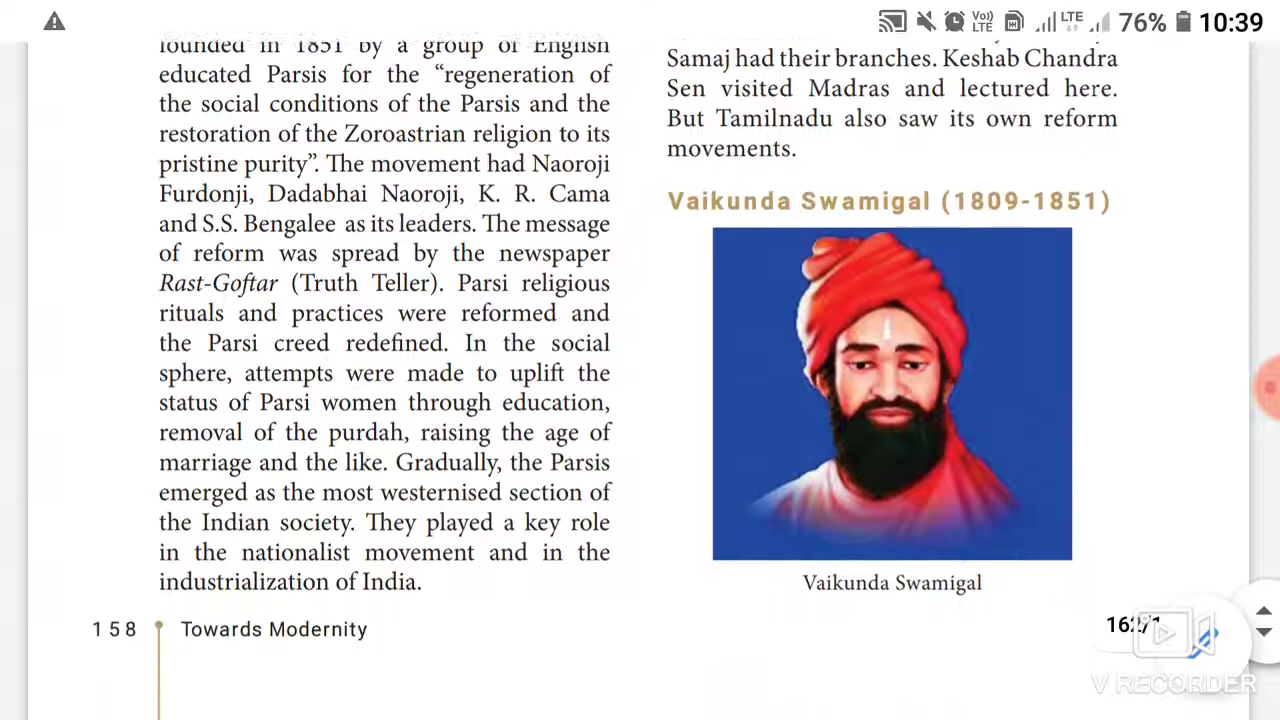 Vo)
LTE
LTE
76%
10:39
founded in 1851 by a group of English
educated Parsis for the “regeneration of
the social conditions of the Parsis and the
restoration of the Zoroastrian religion to its
pristine purity”. The movement had Naoroji
Furdonji, Dadabhai Naoroji, K. R. Cama
and S.S. Bengalee as its leaders. The message
of reform was spread by the newspaper
Rast-Goftar (Truth Teller). Parsi religious
rituals and practices were reformed and
the Parsi creed redefined. In the social
sphere, attempts were made to uplift the
status of Parsi women through education,
removal of the purdah, raising the age of
marriage and the like. Gradually, the Parsis
emerged as the most westernised section of
the Indian society. They played a key role
in the nationalist movement and in the
industrialization of India.
158
Towards Modernity
Samaj had their branches. Keshab Chandra
Sen visited Madras and lectured here.
But Tamilnadu also saw its own reform
movements.
Vaikunda Swamigal (1809-1851)
Vaikunda Swamigal
162/1
V RECORDER